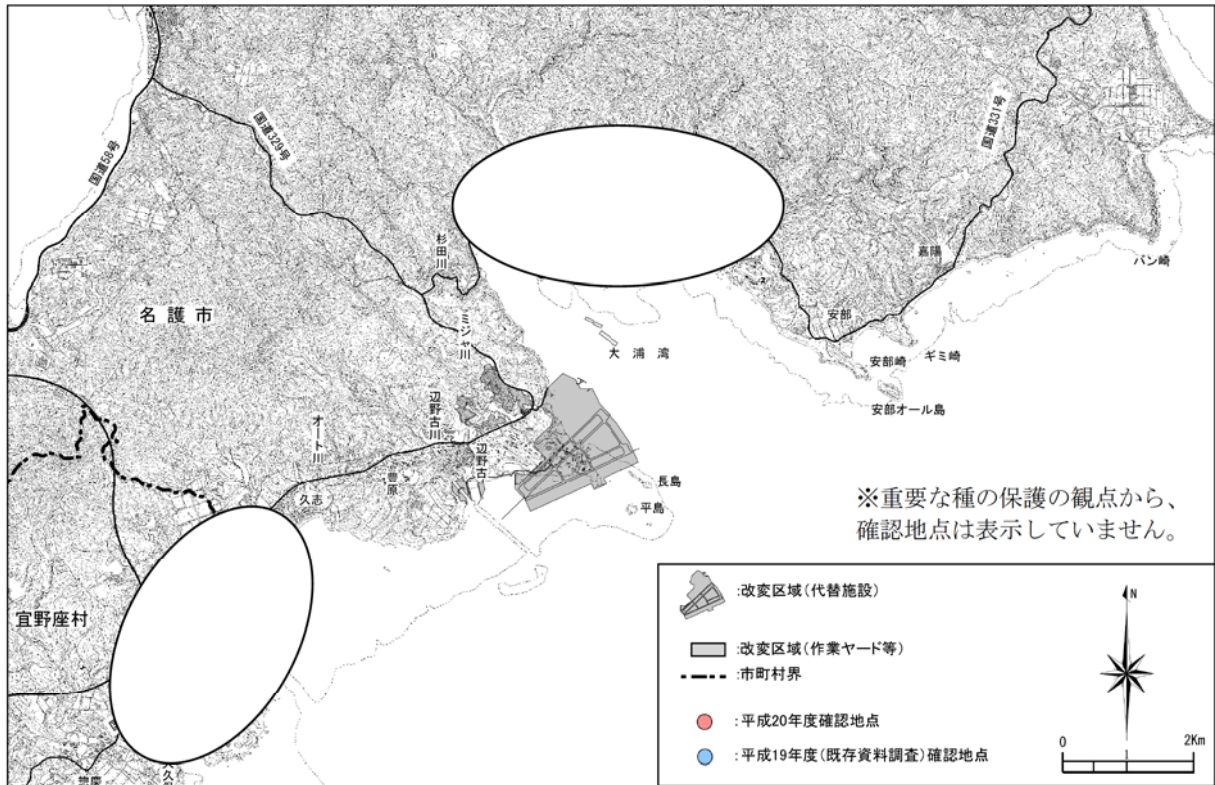 国道58号
国道329号
国道331号
杉田川
嘉陽
バン崎
名護市
ミジャ川
大浦湾
安部
安部崎
ギミ崎
安部オール島
辺野古川
オート川
辺野古
豊原
久志
長島
平島
※重要な種の保護の観点から、
確認地点は表示していません。
宜野座村
:改変区域(代替施設)
:改変区域(作業ヤード等)
:市町村界
:平成20年度確認地点
:平成19年度(既存資料調査)確認地点
N
0 2Km